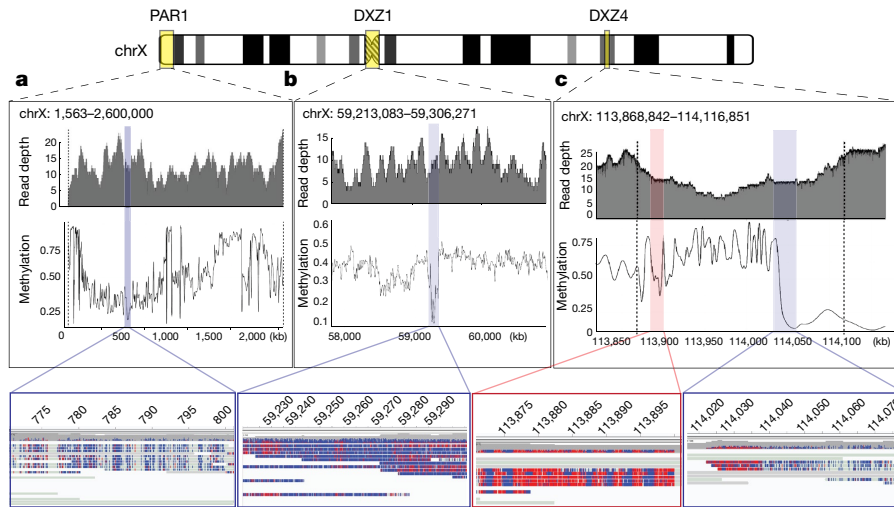 PAR1 DXZ1 DXZ4
chrX
a b c
chrX: 1,563–2,600,000 chrX: 59,213,083–59,306,271 chrX: 113,868,842–114,116,851
Read depth 20 15 10 5 0
Methylation 0.75 0.50 0.25
0 500 1,000 1,500 2,000 (kb)
Read depth 15 10 5 0
Methylation 0.6 0.5 0.4 0.3 0.2 0.1
58,000 59,000 60,000 (kb)
Read depth 25 20 15 10 5 0
Methylation 0.75 0.50 0.25 0
113,850 113,900 113,950 114,000 114,050 114,100 (kb)
775 780 785 790 795 800
59,230 59,240 59,250 59,260 59,270 59,280 59,290
113,875 113,880 113,885 113,890 113,895
114,020 114,030 114,040 114,050 114,060 114,07